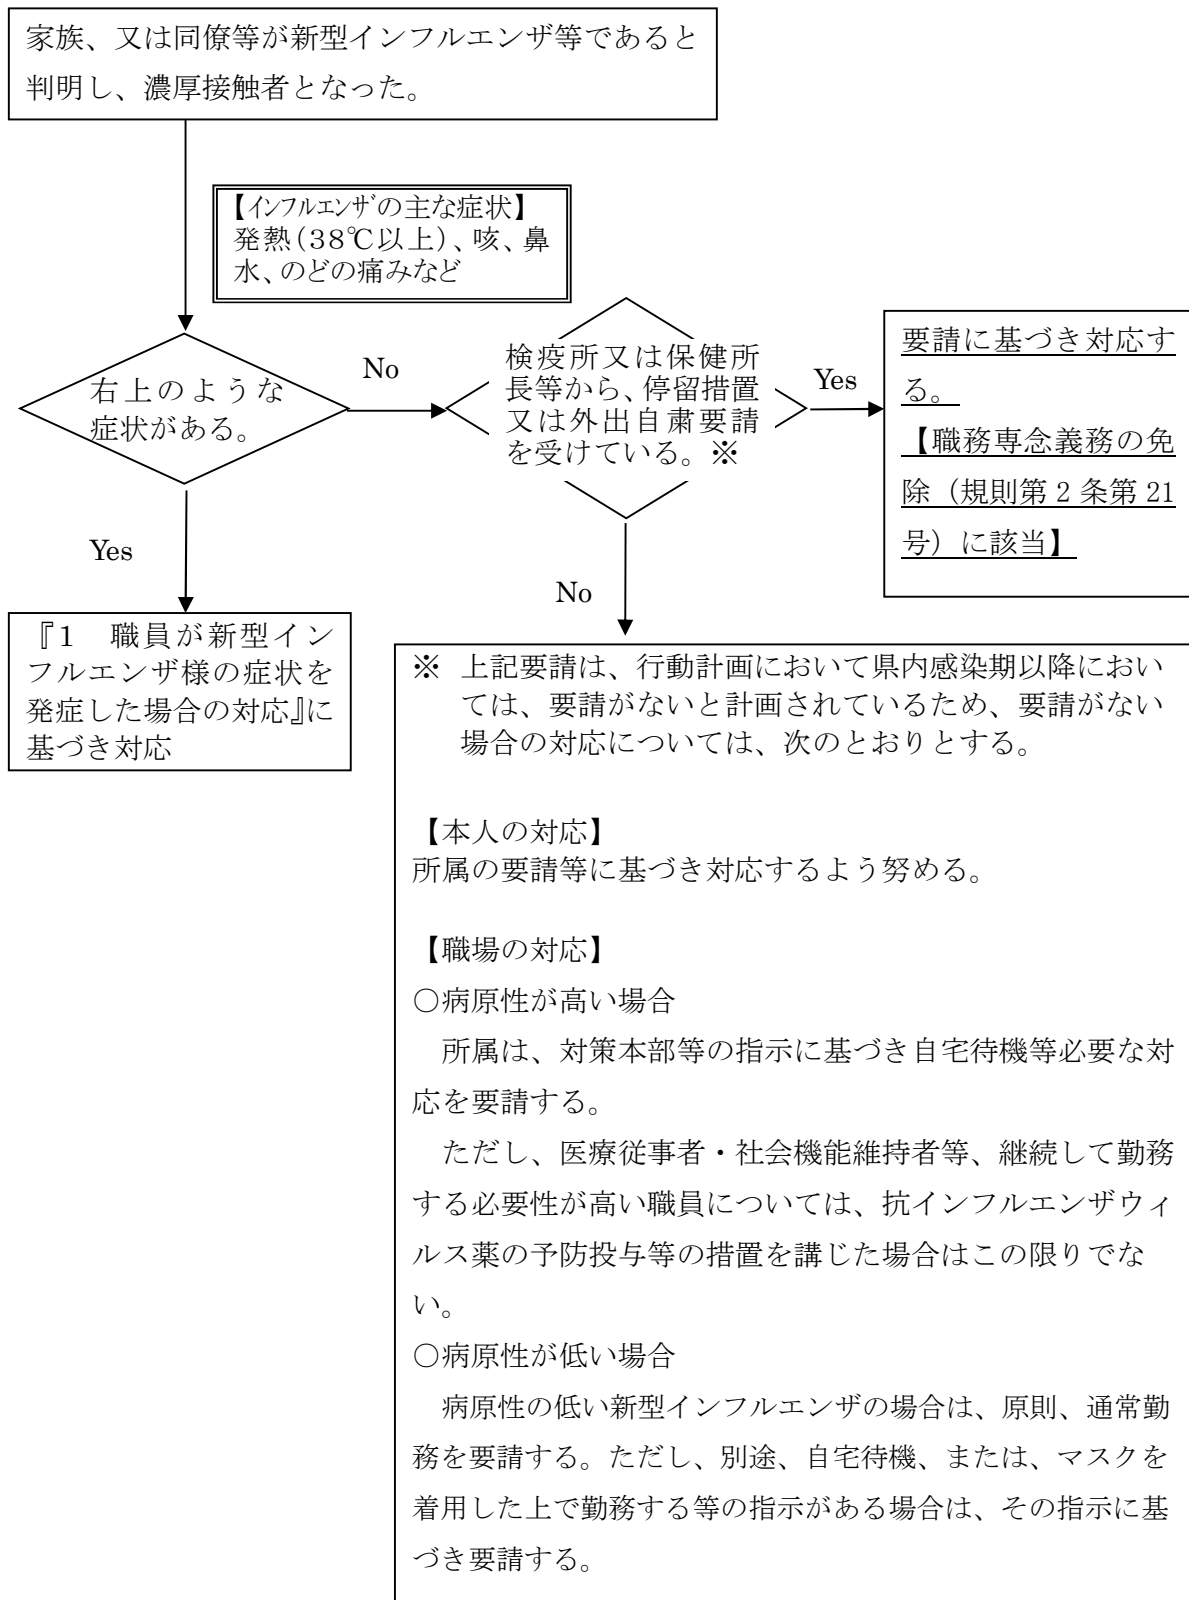 家族、又は同僚等が新型インフルエンザ等であると
判明し、濃厚接触者となった。
【インフルエンザの主な症状】
発熱（38℃以上）、咳、鼻
水、のどの痛みなど
右上のような
症状がある。
No
検疫所又は保健所
長等から、停留措置
又は外出自粛要請
を受けている。※
Yes
要請に基づき対応す
る。
【職務専念義務の免
除（規則第 2 条第 21
号）に該当】
Yes
『1　職員が新型イン
フルエンザ様の症状を
発症した場合の対応』に
基づき対応
No
※ 上記要請は、行動計画において県内感染期以降におい
ては、要請がないと計画されているため、要請がない
場合の対応については、次のとおりとする。
【本人の対応】
所属の要請等に基づき対応するよう努める。
【職場の対応】
○病原性が高い場合
　所属は、対策本部等の指示に基づき自宅待機等必要な対
応を要請する。
　ただし、医療従事者・社会機能維持者等、継続して勤務
する必要性が高い職員については、抗インフルエンザウィ
ルス薬の予防投与等の措置を講じた場合はこの限りでな
い。
○病原性が低い場合
　病原性の低い新型インフルエンザの場合は、原則、通常勤
務を要請する。ただし、別途、自宅待機、または、マスクを
着用した上で勤務する等の指示がある場合は、その指示に基
づき要請する。